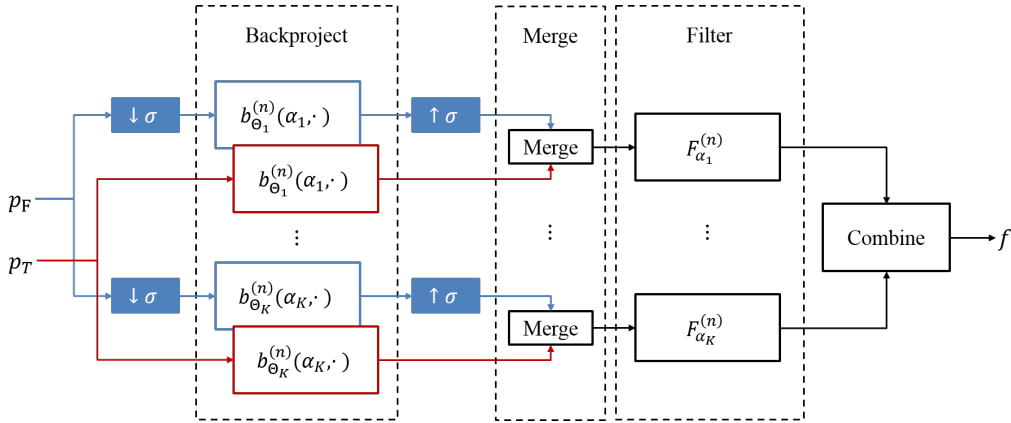 Backproject
Merge
Filter
↓ σ
b_{Θ_1}^{(n)}(α_1,·)
↑ σ
Merge
F_{α_1}^{(n)}
b_{Θ_1}^{(n)}(α_1,·)
p_F
⋮
⋮
⋮
Combine
f
p_T
↓ σ
b_{Θ_K}^{(n)}(α_K,·)
↑ σ
Merge
F_{α_K}^{(n)}
b_{Θ_K}^{(n)}(α_K,·)